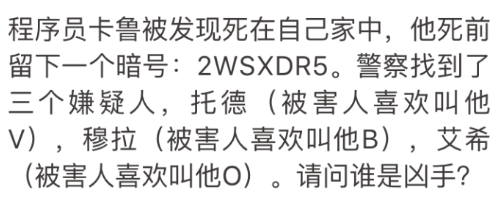 程序员卡鲁被发现死在自己家中，他死前
留下一个暗号：2WSXDR5。警察找到了
三个嫌疑人，托德（被害人喜欢叫他
V），穆拉（被害人喜欢叫他B），艾希
（被害人喜欢叫他O）。请问谁是凶手？